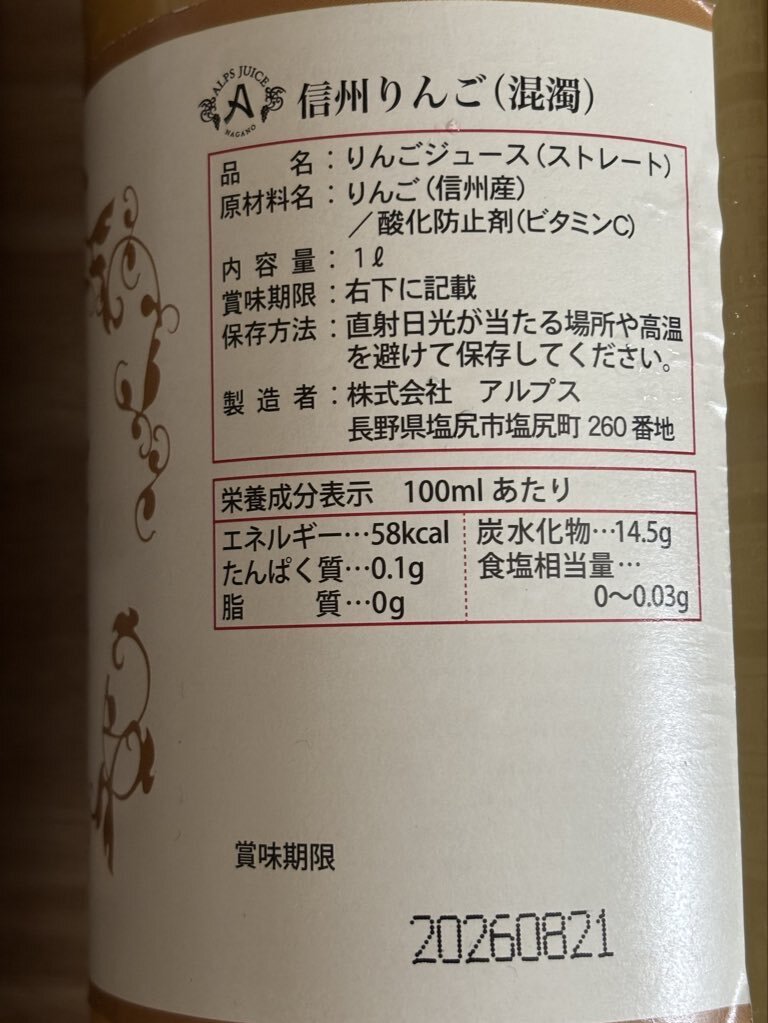 ALPS JUICE
A
NAGANO
信州りんご(混濁)
品名:りんごジュース(ストレート)
原材料名:りんご(信州産)
/酸化防止剤(ビタミンC)
内容量:1ℓ
賞味期限:右下に記載
保存方法:直射日光が当たる場所や高温
を避けて保存してください。
製造者:株式会社 アルプス
長野県塩尻市塩尻町260番地
栄養成分表示 100mlあたり
エネルギー…58kcal
たんぱく質…0.1g
脂質…0g
炭水化物…14.5g
食塩相当量…
0〜0.03g
賞味期限
20260821